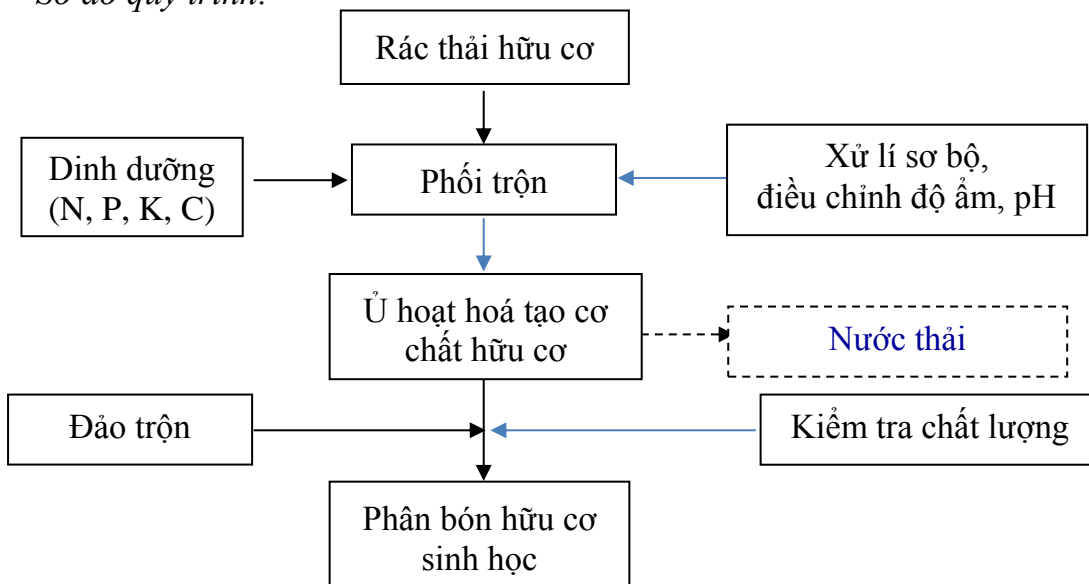 Sơ đồ quy trình:
Rác thải hữu cơ
Dinh dưỡng
(N, P, K, C)
Phối trộn
Xử lí sơ bộ,
điều chỉnh độ ẩm, pH
Ủ hoạt hoá tạo cơ
chất hữu cơ
Nước thải
Đảo trộn
Kiểm tra chất lượng
Phân bón hữu cơ
sinh học